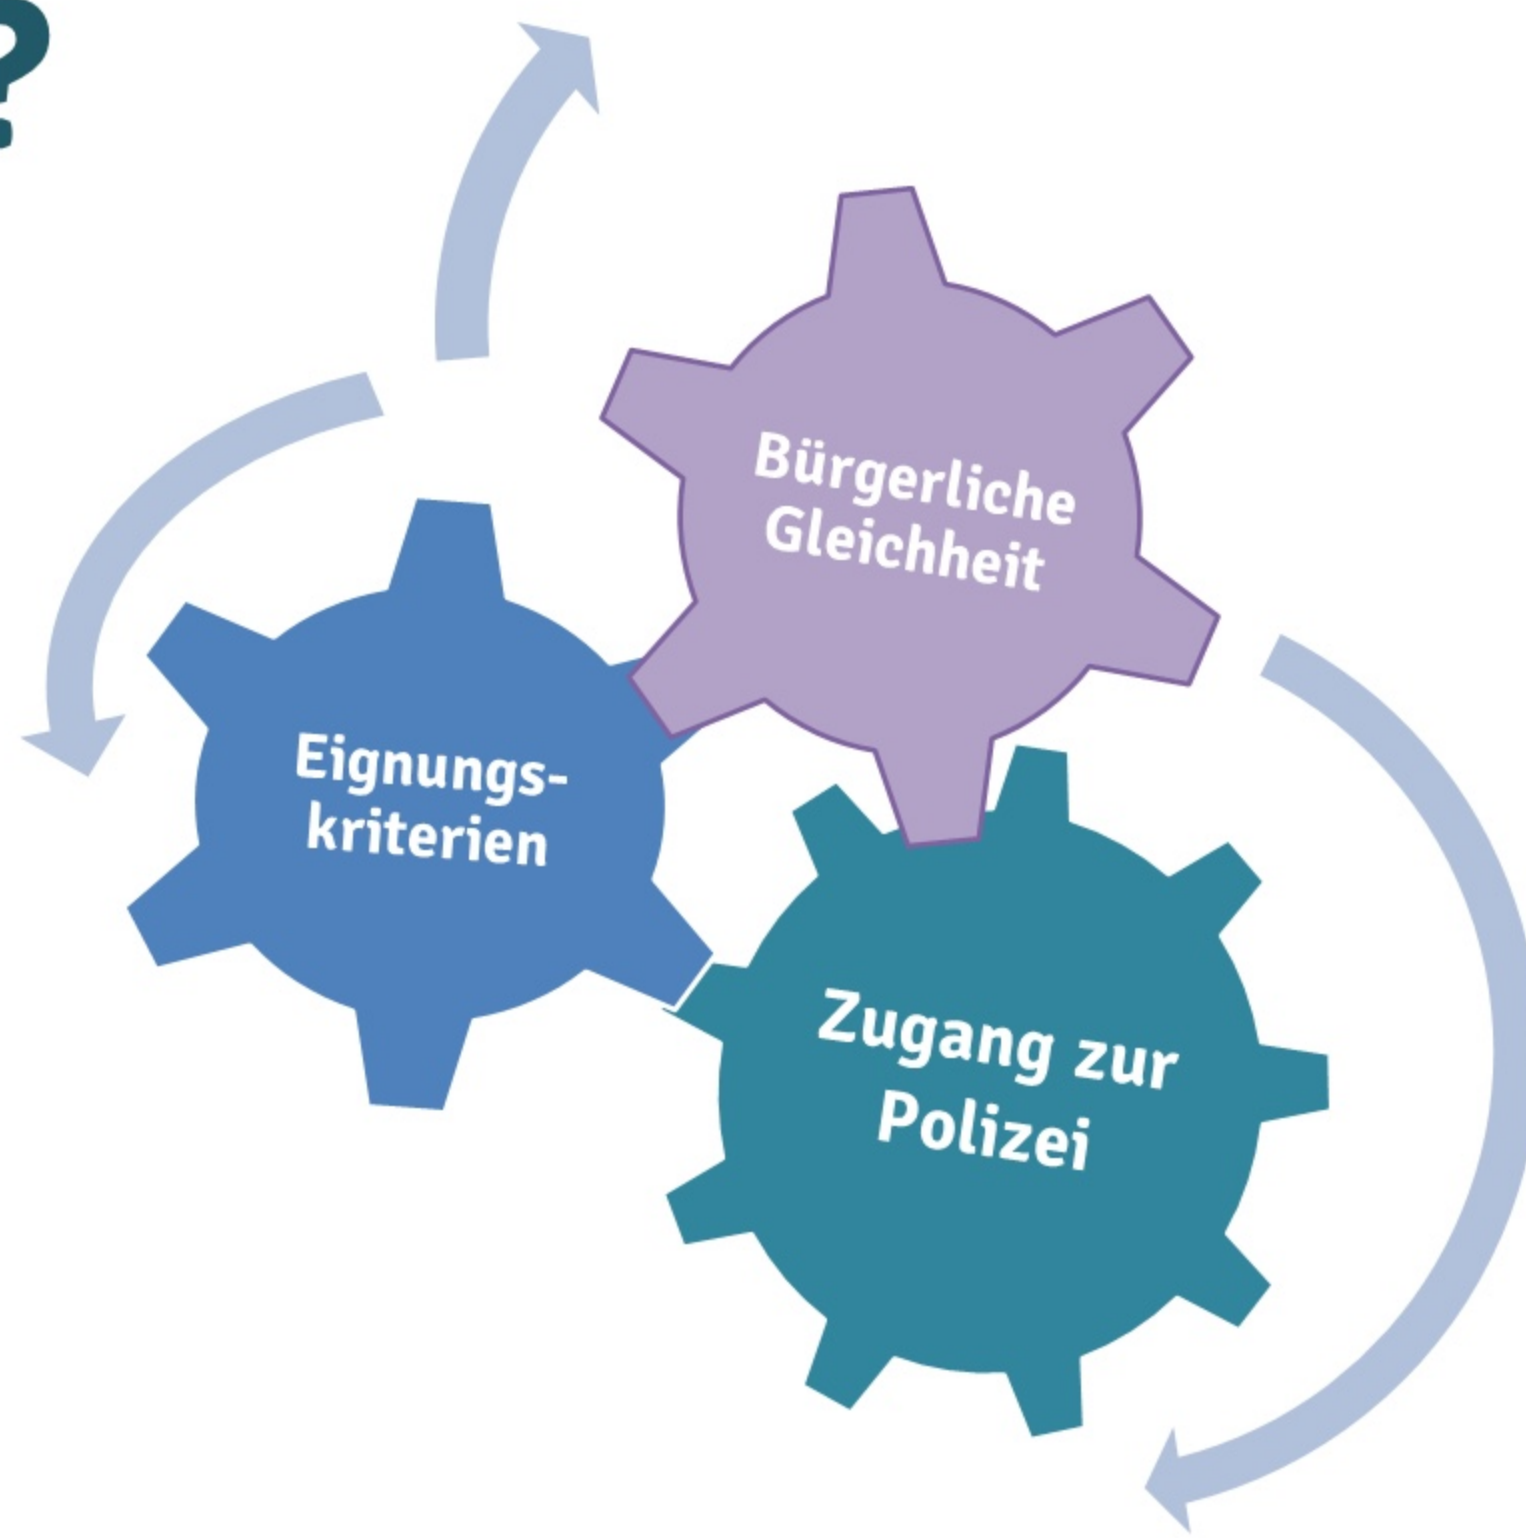 ?
Bürgerliche
Gleichheit
Eignungs-
kriterien
Zugang zur
Polizei